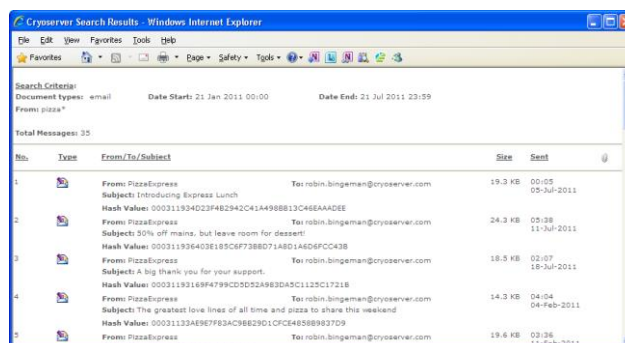 Cryoserver Search Results - Windows Internet Explorer
File Edit View Favorites Tools Help
Favorites Page Safety Tools
Search Criteria:
Document types: email Date Start: 21 Jan 2011 00:00 Date End: 21 Jul 2011 23:59
From: pizza*
Total Messages: 35
No. Type From/To/Subject Size Sent
1 From: PizzaExpress To: robin.bingeman@cryoserver.com 19.3 KB 00:05
Subject: Introducing Express Lunch 05-Jul-2011
Hash Value:
2 From: PizzaExpress To: robin.bingeman@cryoserver.com 24.3 KB 05:38
Subject: 50% off mains, but leave room for dessert! 11-Jul-2011
Hash Value:
3 From: PizzaExpress To: robin.bingeman@cryoserver.com 18.5 KB 02:07
Subject: A big thank you for your support. 18-Jul-2011
Hash Value:
4 From: PizzaExpress To: robin.bingeman@cryoserver.com 14.3 KB 04:04
Subject: The greatest love lines of all time and pizza to share this weekend 04-Feb-2011
Hash Value:
5 From: PizzaExpress To: robin.bingeman@cryoserver.com 19.6 KB 03:36